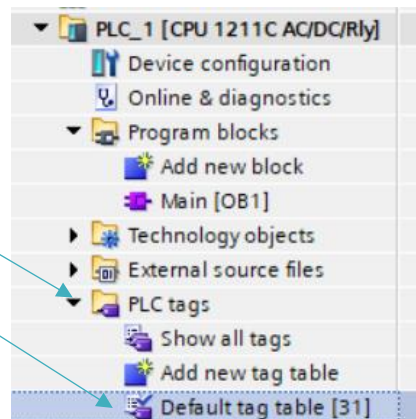 PLC_1 [CPU 1211C AC/DC/Rly]
Device configuration
Online & diagnostics
Program blocks
Add new block
Main [OB1]
Technology objects
External source files
PLC tags
Show all tags
Add new tag table
Default tag table [31]